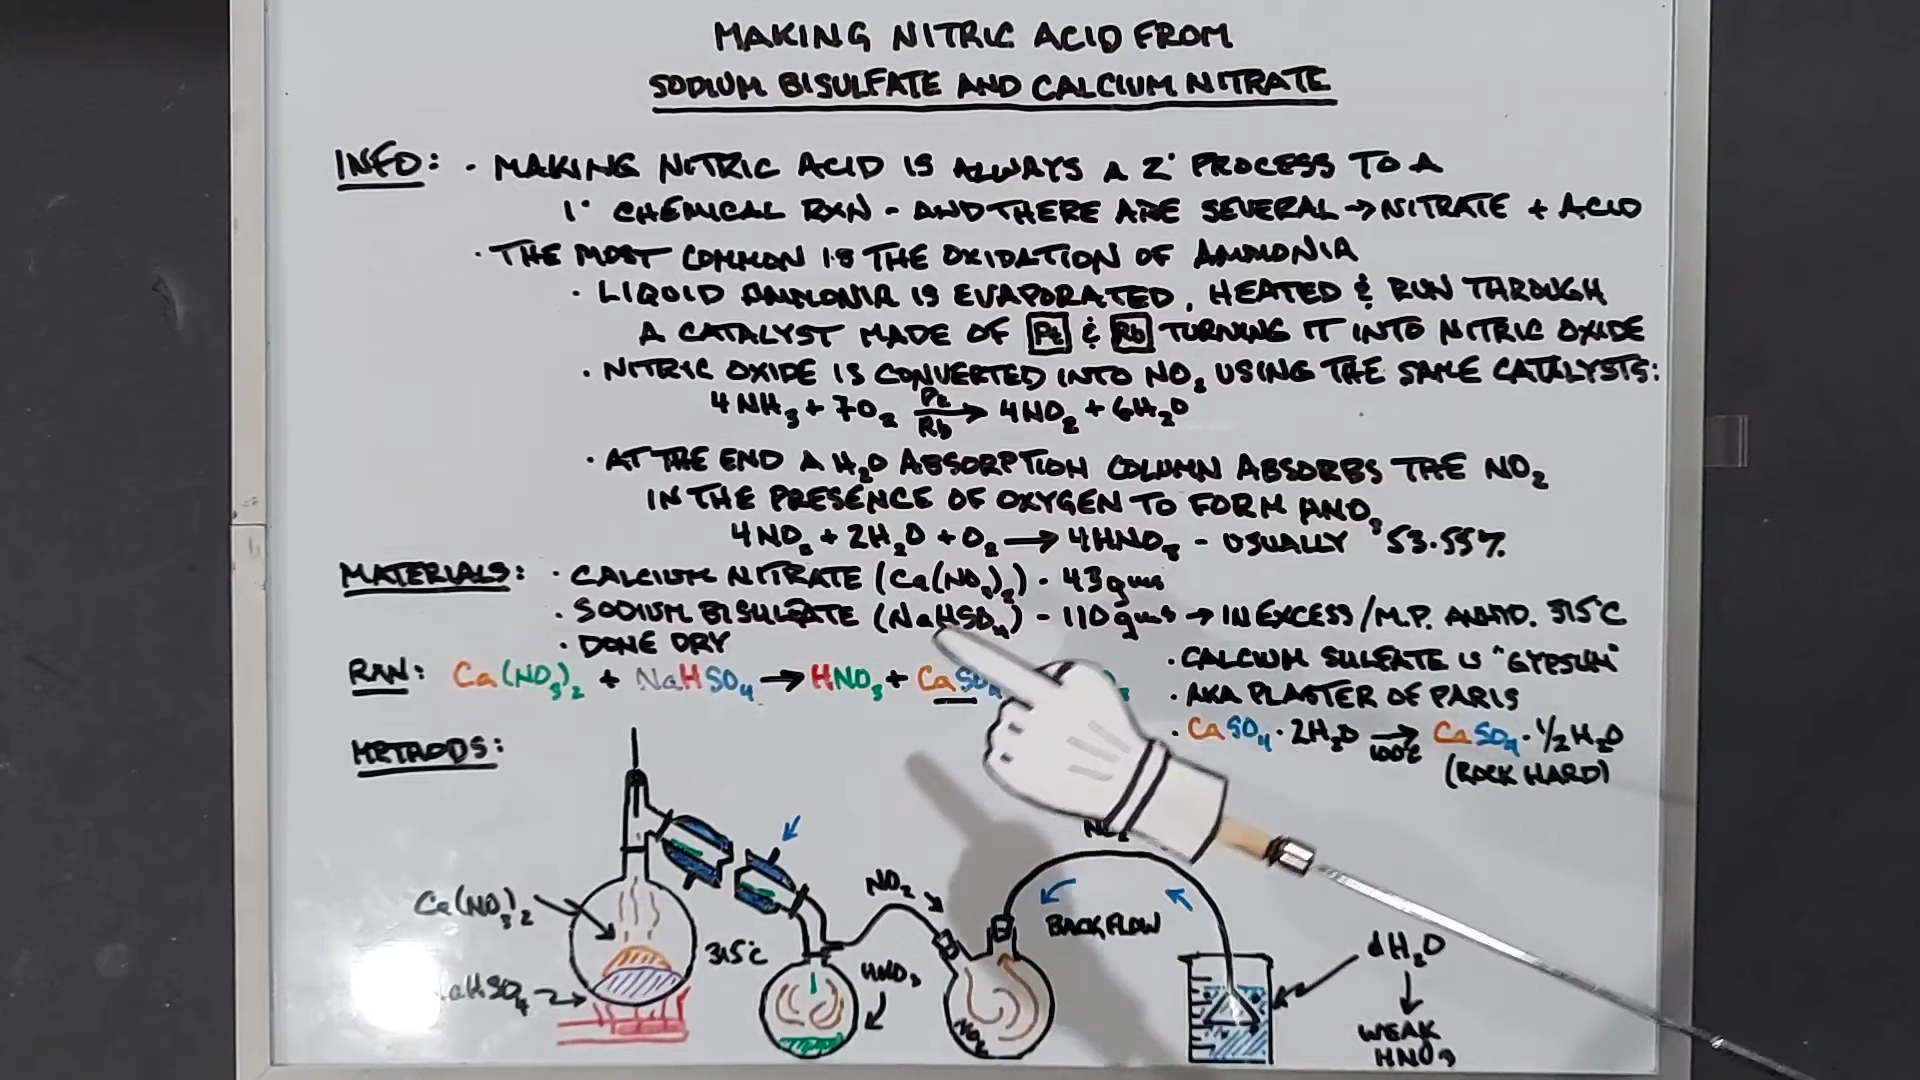 MAKING NITRIC ACID FROM
SODIUM BISULFATE AND CALCIUM NITRATE
INFO: · MAKING NITRIC ACID IS ALWAYS A 2° PROCESS TO A
1° CHEMICAL RXN - AND THERE ARE SEVERAL → NITRATE + ACID
· THE MOST COMMON IS THE OXIDATION OF AMMONIA
· LIQUID AMMONIA IS EVAPORATED, HEATED & RUN THROUGH
A CATALYST MADE OF Pt & Rb TURNING IT INTO NITRIC OXIDE
· NITRIC OXIDE IS CONVERTED INTO NO₂ USING THE SAME CATALYSTS:
4NH₃ + 7O₂ Pt → Rb 4NO₂ + 6H₂O
· AT THE END A H₂O ABSORPTION COLUMN ABSORBS THE NO₂
IN THE PRESENCE OF OXYGEN TO FORM HNO₃
4NO₂ + 2H₂O + O₂ → 4HNO₃ - USUALLY 53.55%
MATERIALS: · CALCIUM NITRATE (Ca(NO₃)₂) - 43gms
· SODIUM BISULFATE (NaHSO₄) - 110gms → IN EXCESS/M.P. ANHYD. 315°C
· DONE DRY
· CALCIUM SULFATE IS "GYPSUM"
RXN: Ca(NO₃)₂ + NaHSO₄ → HNO₃ + CaSO₄
· AKA PLASTER OF PARIS
· CaSO₄·2H₂O → 100°C CaSO₄·½H₂O
(ROCK HARD)
METHODS:
NO₂
Ca(NO₃)₂
NO₂
BACKFLOW
315°C
HNO₃
dH₂O
aHSO₄
NO₂
WEAK
HNO₃